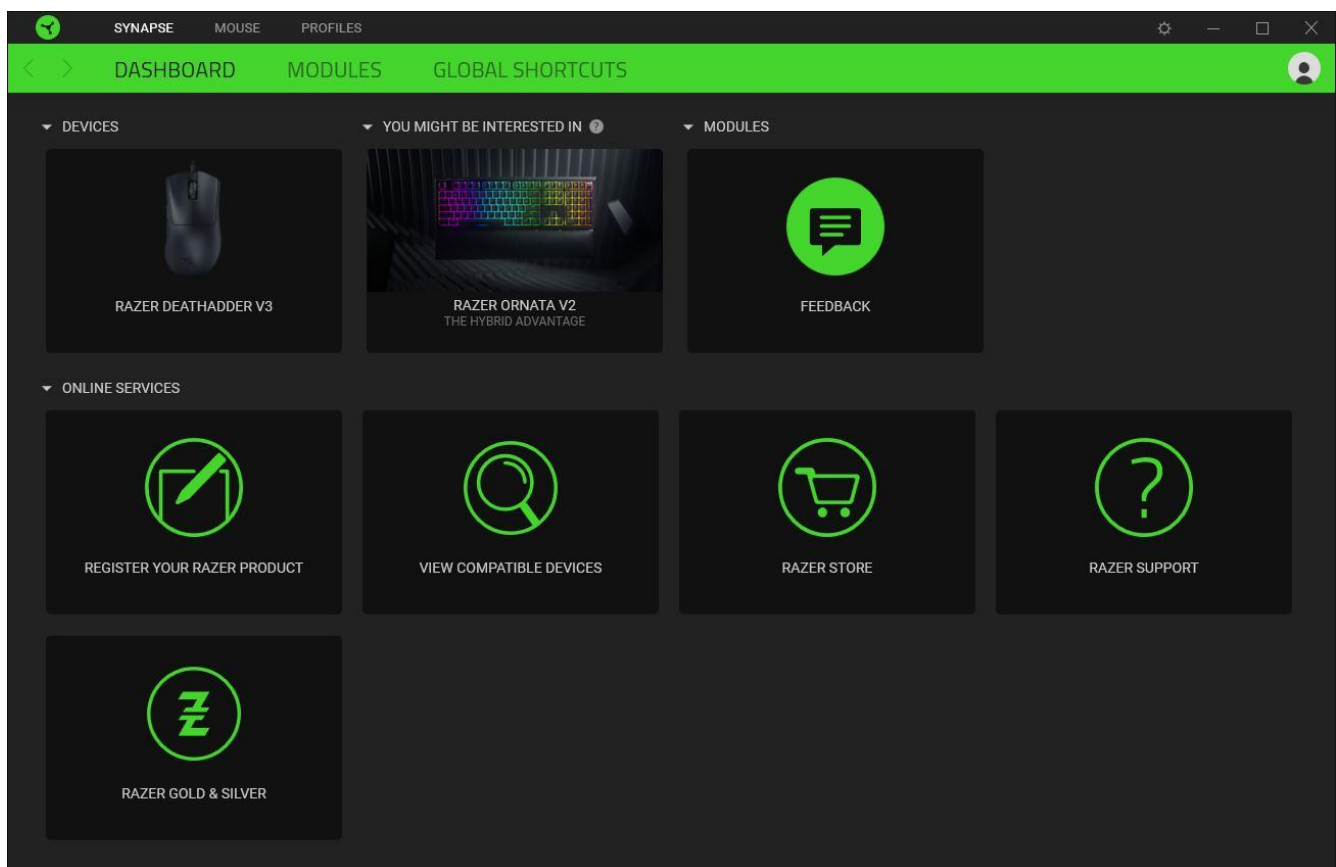 SYNAPSE MOUSE PROFILES
DASHBOARD MODULES GLOBAL SHORTCUTS
DEVICES
RAZER DEATHADDER V3
YOU MIGHT BE INTERESTED IN ?
RAZER ORNATA V2
THE HYBRID ADVANTAGE
MODULES
FEEDBACK
ONLINE SERVICES
REGISTER YOUR RAZER PRODUCT
VIEW COMPATIBLE DEVICES
RAZER STORE
?
RAZER SUPPORT
RAZER GOLD & SILVER